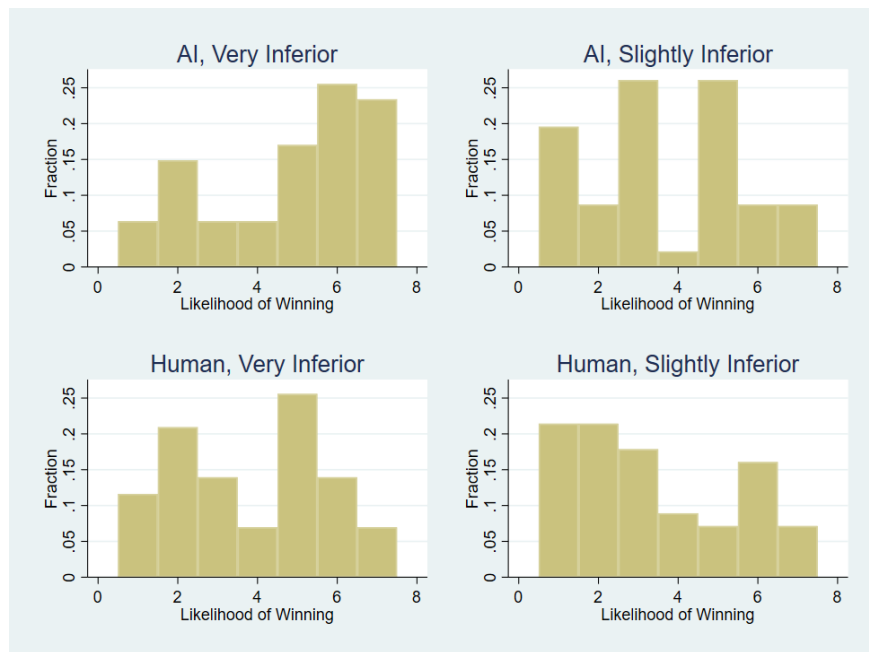 AI, Very Inferior
Fraction
0 .05 .1 .15 .2 .25
0 2 4 6 8
Likelihood of Winning
AI, Slightly Inferior
Fraction
0 .05 .1 .15 .2 .25
0 2 4 6 8
Likelihood of Winning
Human, Very Inferior
Fraction
0 .05 .1 .15 .2 .25
0 2 4 6 8
Likelihood of Winning
Human, Slightly Inferior
Fraction
0 .05 .1 .15 .2 .25
0 2 4 6 8
Likelihood of Winning